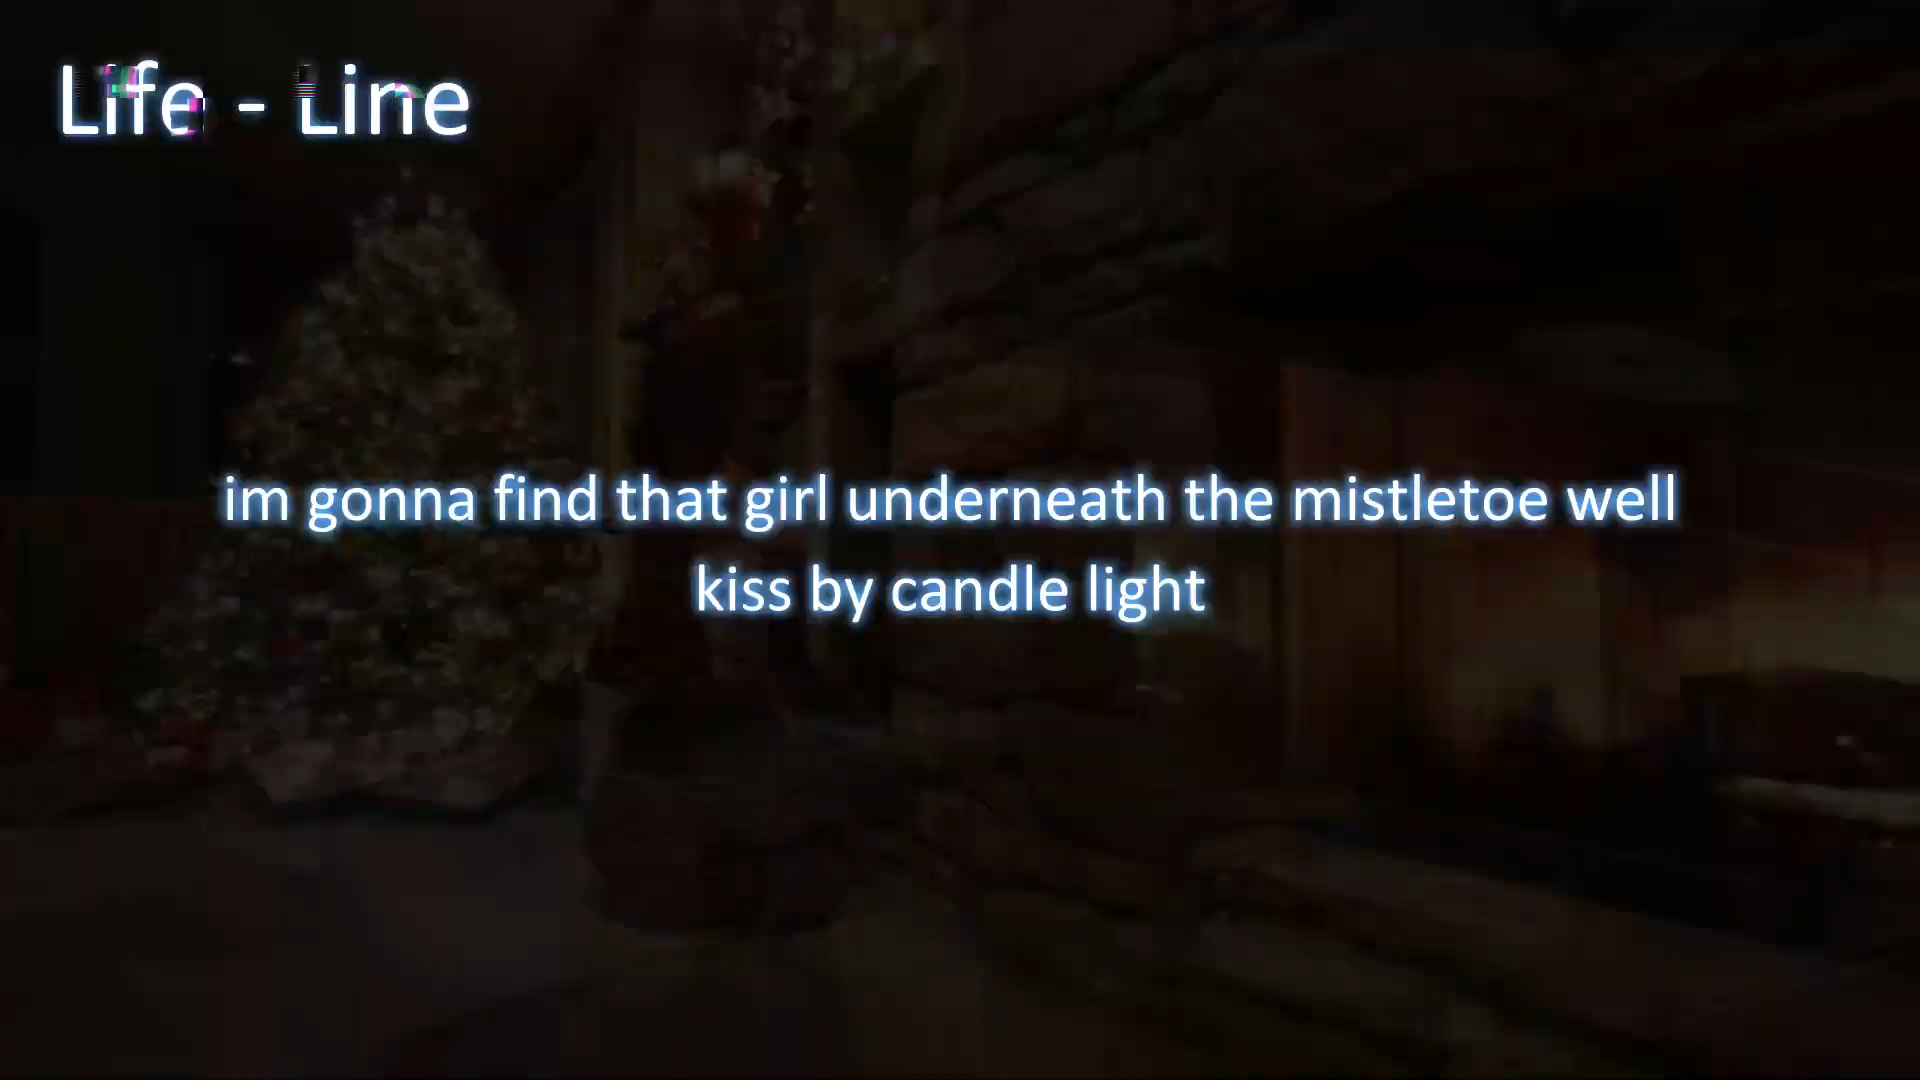 Life - Line
im gonna find that girl underneath the mistletoe well
kiss by candle light